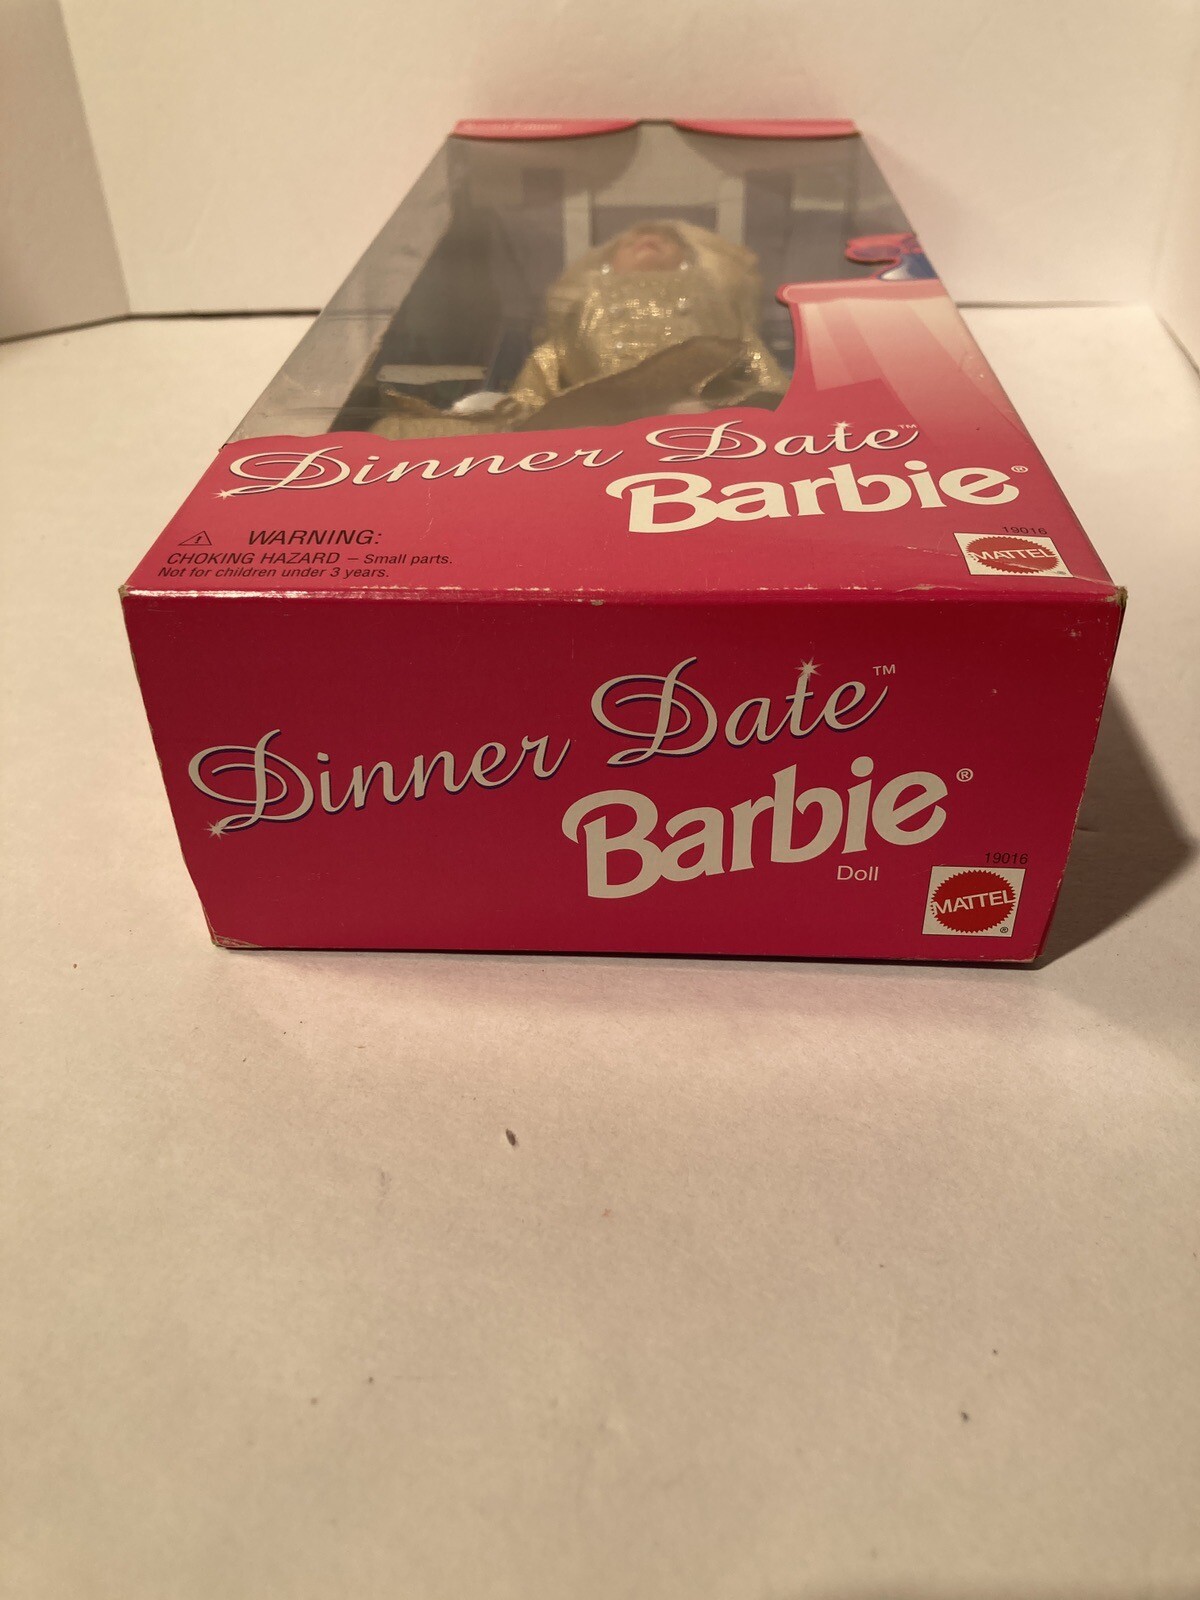 Dinner Date™
Barbie®
19016
MATTEL
⚠ WARNING:
CHOKING HAZARD – Small parts.
Not for children under 3 years.
Dinner Date™
Barbie®
Doll
19016
MATTEL®